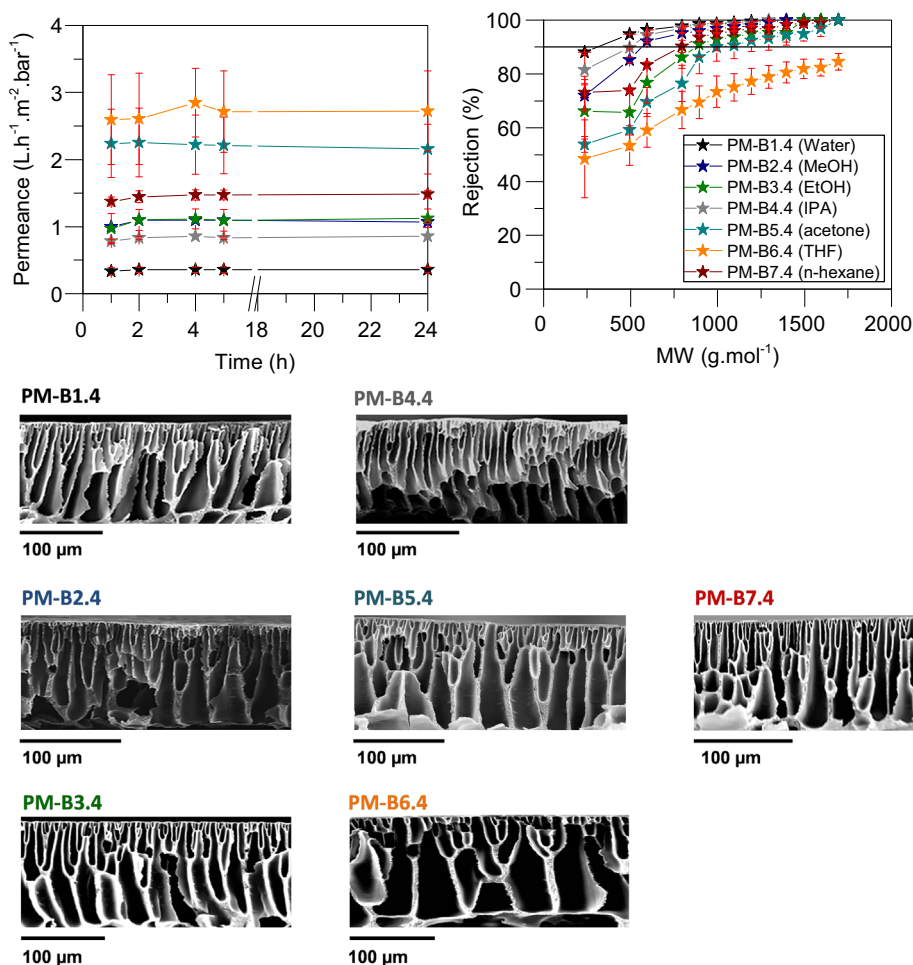 4
3
2
1
0
Permeance (L.h⁻¹.m⁻².bar⁻¹)
0 2 4 18 20 22 24
Time (h)
100
80
60
40
20
0
Rejection (%)
PM-B1.4 (Water)
PM-B2.4 (MeOH)
PM-B3.4 (EtOH)
PM-B4.4 (IPA)
PM-B5.4 (acetone)
PM-B6.4 (THF)
PM-B7.4 (n-hexane)
0 500 1000 1500 2000
MW (g.mol⁻¹)
PM-B1.4
100 µm
PM-B4.4
100 µm
PM-B2.4
100 µm
PM-B5.4
100 µm
PM-B7.4
100 µm
PM-B3.4
100 µm
PM-B6.4
100 µm